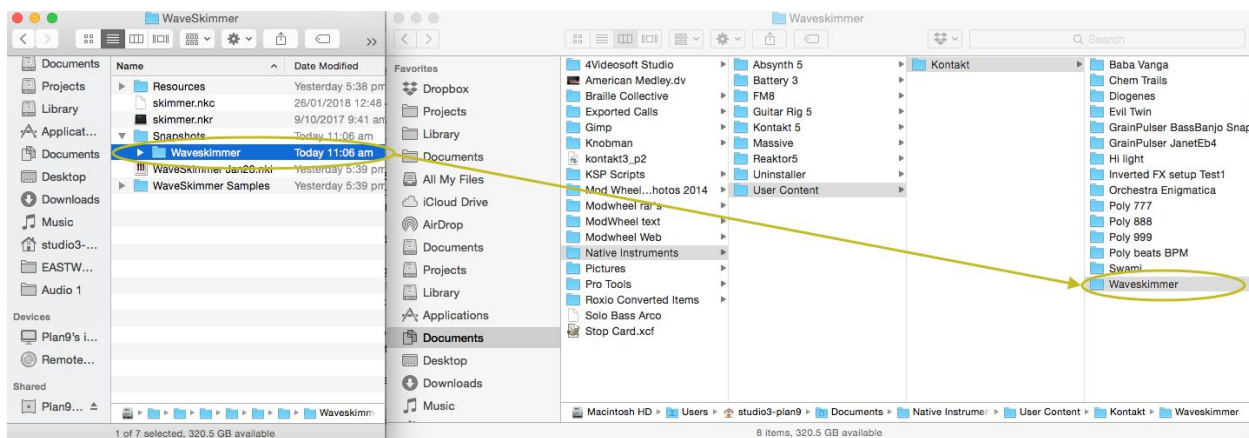 WaveSkimmer
Name
Date Modified
Documents
Projects
Library
Applicat...
Documents
Desktop
Downloads
Music
studio3-...
EASTW...
Audio 1
Devices
Plan9's i...
Remote...
Shared
Plan9...
Resources Yesterday 5:38 pm
skimmer.nkc 26/01/2018 12:48
skimmer.nkr 9/10/2017 9:41 am
Snapshots Today 11:06 am
Waveskimmer Today 11:06 am
WaveSkimmer Jan26.nki Yesterday 5:39 pm
WaveSkimmer Samples Yesterday 5:39 pm
Waveskimm
1 of 7 selected, 320.5 GB available
Waveskimmer
Search
Favorites
Dropbox
Projects
Library
Documents
All My Files
iCloud Drive
AirDrop
Documents
Projects
Library
Applications
Documents
Desktop
Downloads
Music
4Videosoft Studio
American Medley.dv
Braille Collective
Exported Calls
Gimp
Knobman
kontakt3_p2
KSP Scripts
Mod Wheel...hotos 2014
Modwheel rar's
ModWheel text
Modwheel Web
Native Instruments
Pictures
Pro Tools
Roxio Converted Items
Solo Bass Arco
Stop Card.xcf
Absynth 5
Battery 3
FM8
Guitar Rig 5
Kontakt 5
Massive
Reaktor5
Uninstaller
User Content
Kontakt
Baba Vanga
Chem Trails
Diogenes
Evil Twin
GrainPulser BassBanjo Snap
GrainPulser JanetEb4
Hi light
Inverted FX setup Test1
Orchestra Enigmatica
Poly 777
Poly 888
Poly 999
Poly beats BPM
Swami
Waveskimmer
Macintosh HD Users studio3-plan9 Documents Native Instrumen User Content Kontakt Waveskimmer
8 items, 320.5 GB available